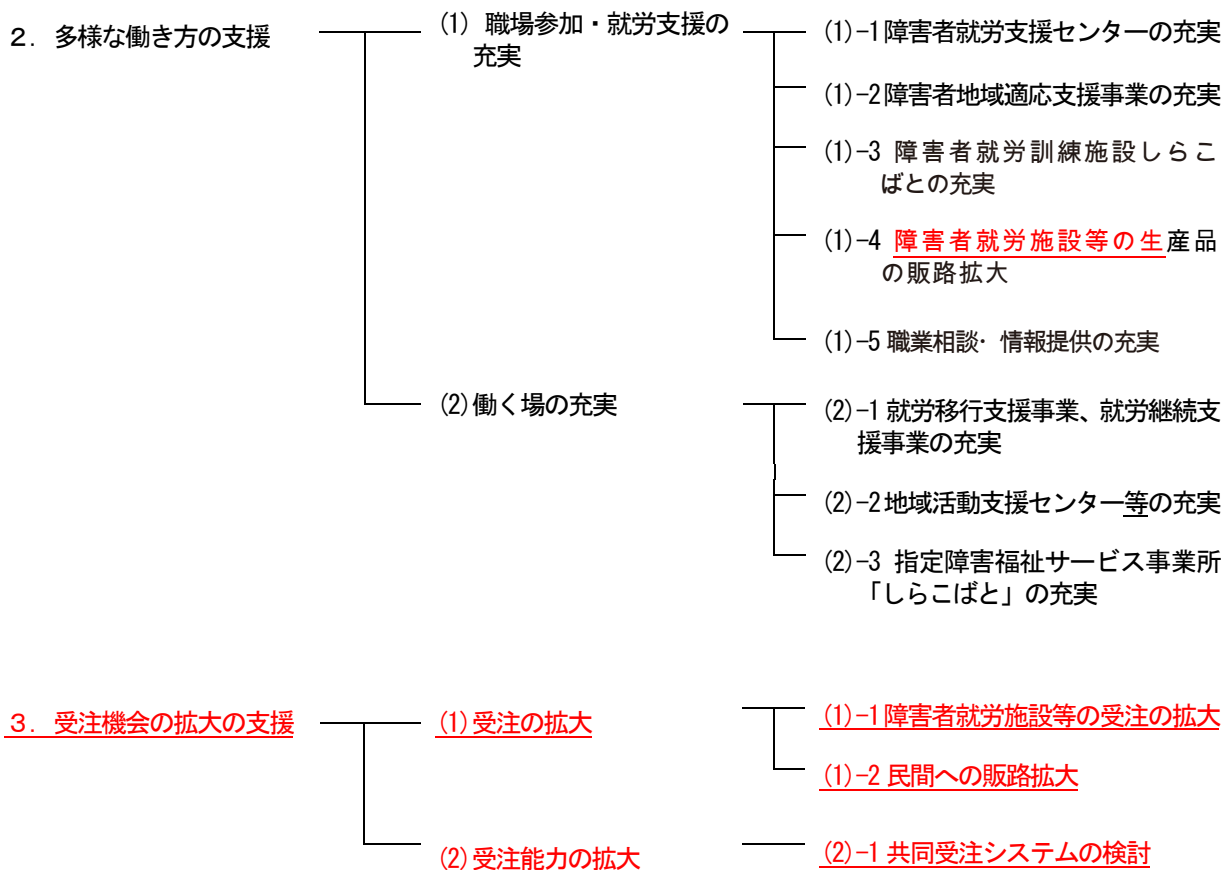 ２．多様な働き方の支援
(1) 職場参加・就労支援の
充実
(1)-1障害者就労支援センターの充実
(1)-2障害者地域適応支援事業の充実
(1)-3 障害者就労訓練施設しらこ
ばとの充実
(1)-4 障害者就労施設等の生産品
の販路拡大
(1)-5 職業相談・情報提供の充実
(2)働く場の充実
(2)-1 就労移行支援事業、就労継続支
援事業の充実
(2)-2地域活動支援センター等の充実
(2)-3 指定障害福祉サービス事業所
「しらこばと」の充実
３．受注機会の拡大の支援
(1)受注の拡大
(1)-1障害者就労施設等の受注の拡大
(1)-2 民間への販路拡大
(2)受注能力の拡大
(2)-1 共同受注システムの検討